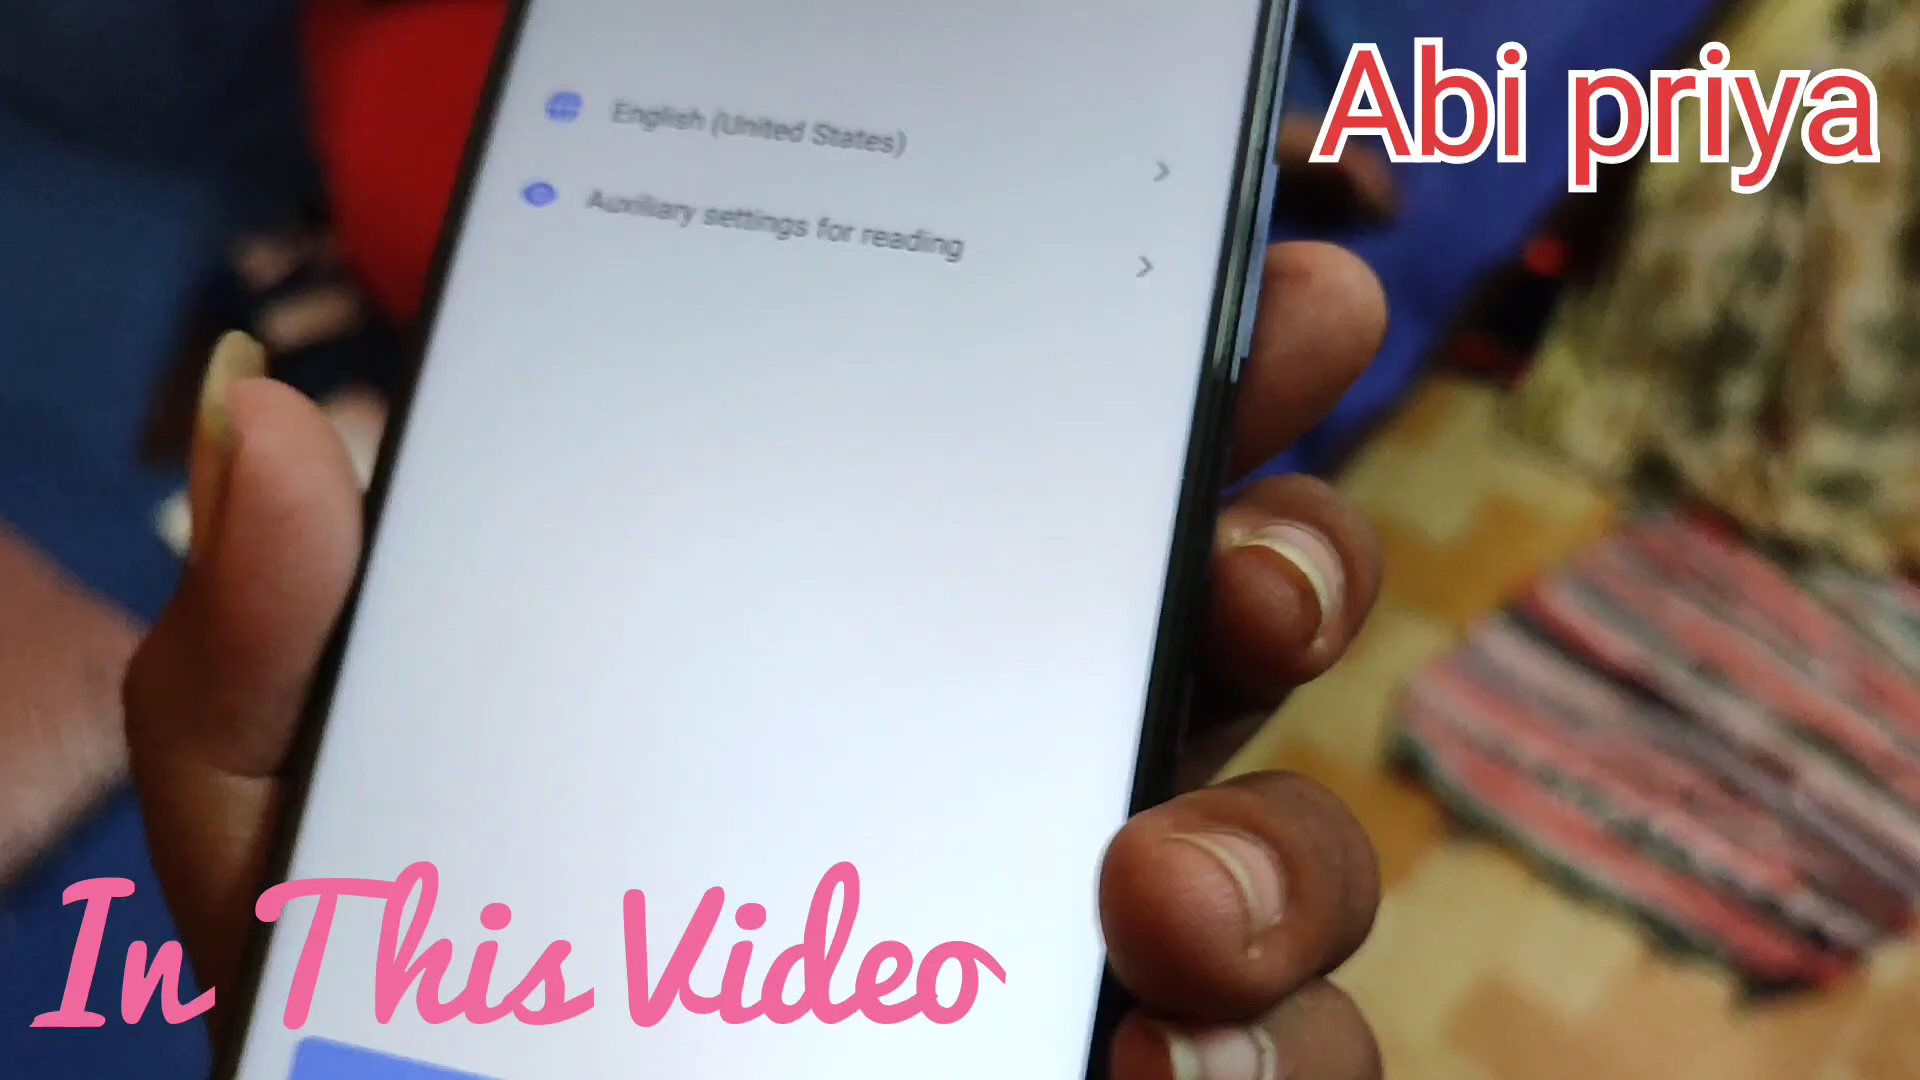 Abi priya
English (United States)
Auxiliary settings for reading
In This Video